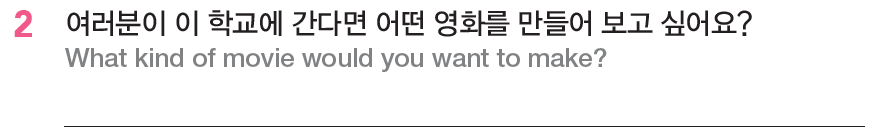 2 여러분이 이 학교에 간다면 어떤 영화를 만들어 보고 싶어요?
What kind of movie would you want to make?